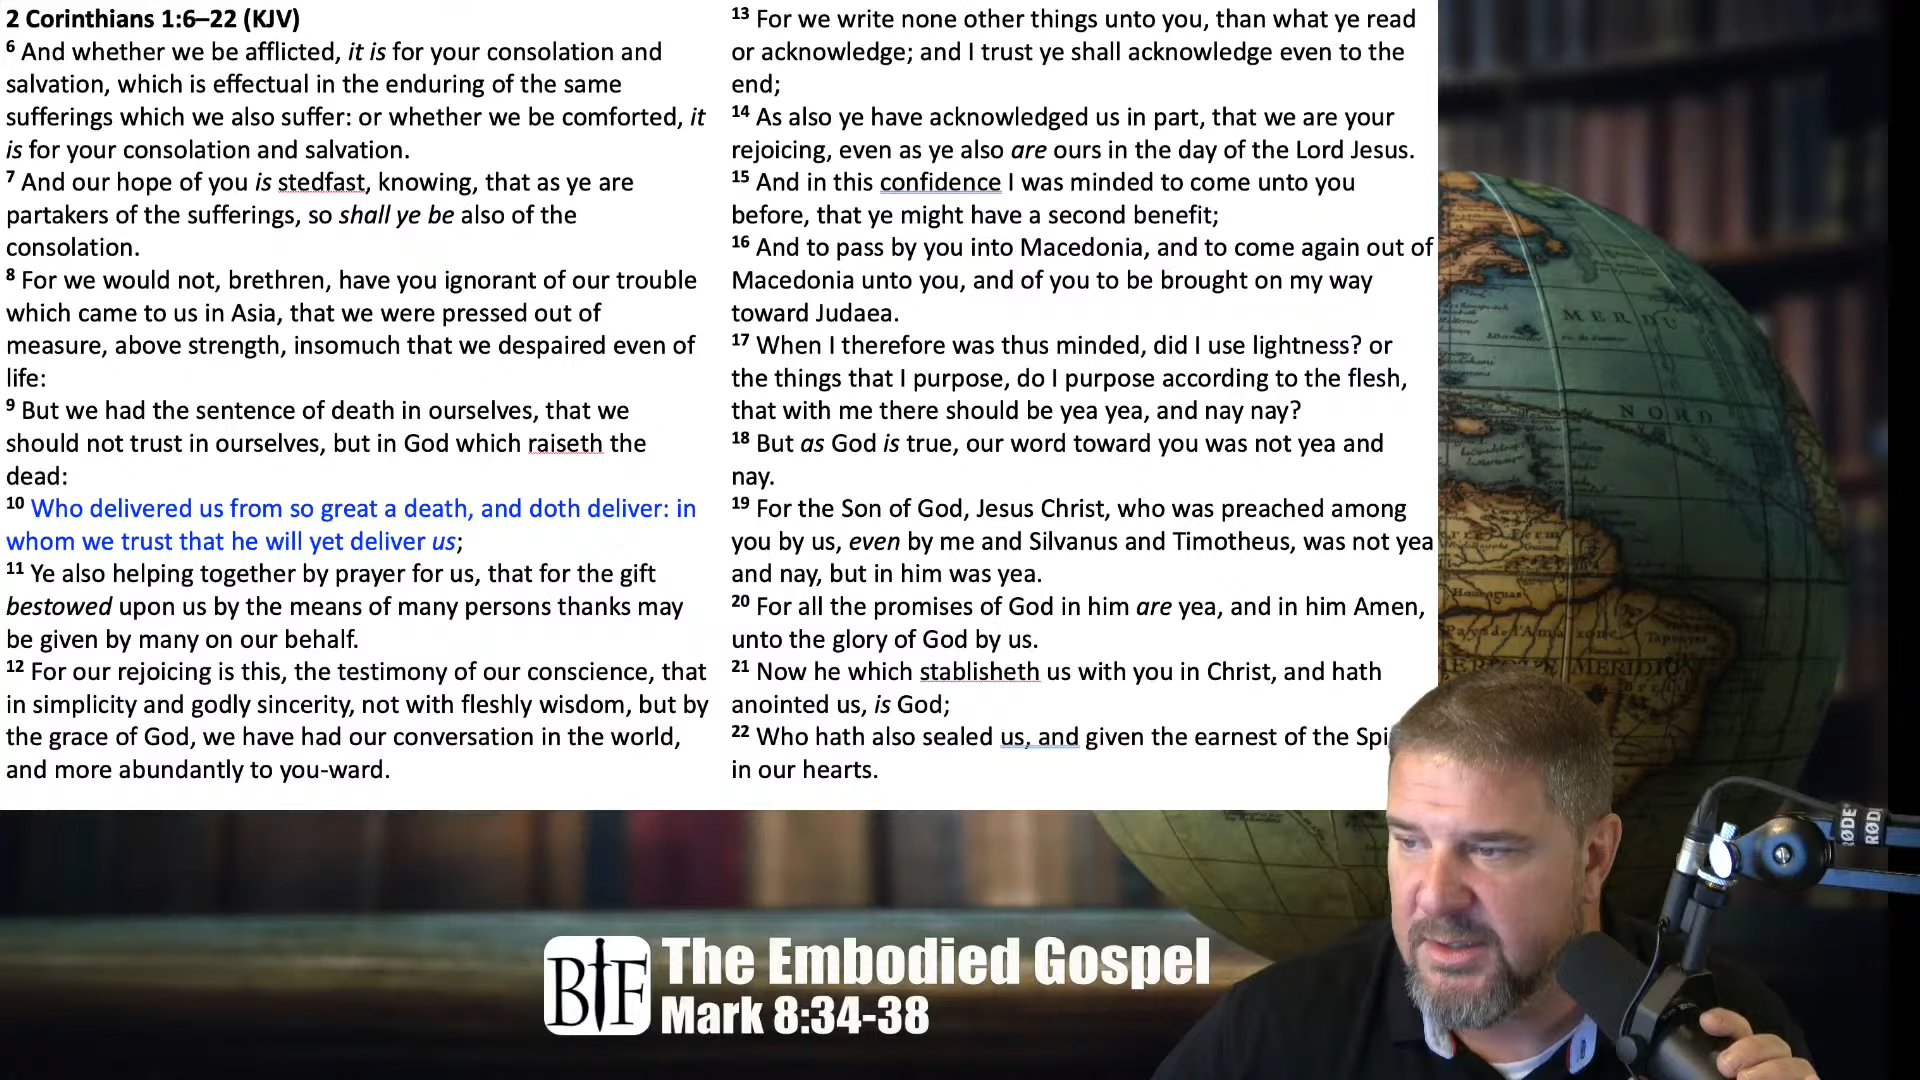 2 Corinthians 1:6–22 (KJV)
6 And whether we be afflicted, it is for your consolation and
salvation, which is effectual in the enduring of the same
sufferings which we also suffer: or whether we be comforted, it
is for your consolation and salvation.
7 And our hope of you is stedfast, knowing, that as ye are
partakers of the sufferings, so shall ye be also of the
consolation.
8 For we would not, brethren, have you ignorant of our trouble
which came to us in Asia, that we were pressed out of
measure, above strength, insomuch that we despaired even of
life:
9 But we had the sentence of death in ourselves, that we
should not trust in ourselves, but in God which raiseth the
dead:
10 Who delivered us from so great a death, and doth deliver: in
whom we trust that he will yet deliver us;
11 Ye also helping together by prayer for us, that for the gift
bestowed upon us by the means of many persons thanks may
be given by many on our behalf.
12 For our rejoicing is this, the testimony of our conscience, that
in simplicity and godly sincerity, not with fleshly wisdom, but by
the grace of God, we have had our conversation in the world,
and more abundantly to you-ward.
13 For we write none other things unto you, than what ye read
or acknowledge; and I trust ye shall acknowledge even to the
end;
14 As also ye have acknowledged us in part, that we are your
rejoicing, even as ye also are ours in the day of the Lord Jesus.
15 And in this confidence I was minded to come unto you
before, that ye might have a second benefit;
16 And to pass by you into Macedonia, and to come again out of
Macedonia unto you, and of you to be brought on my way
toward Judaea.
17 When I therefore was thus minded, did I use lightness? or
the things that I purpose, do I purpose according to the flesh,
that with me there should be yea yea, and nay nay?
18 But as God is true, our word toward you was not yea and
nay.
19 For the Son of God, Jesus Christ, who was preached among
you by us, even by me and Silvanus and Timotheus, was not yea
and nay, but in him was yea.
20 For all the promises of God in him are yea, and in him Amen,
unto the glory of God by us.
21 Now he which stablisheth us with you in Christ, and hath
anointed us, is God;
22 Who hath also sealed us, and given the earnest of the Spi
in our hearts.
MER DU
NORD
MERIDIO
RØDE
RØD
BTF
The Embodied Gospel
Mark 8:34-38